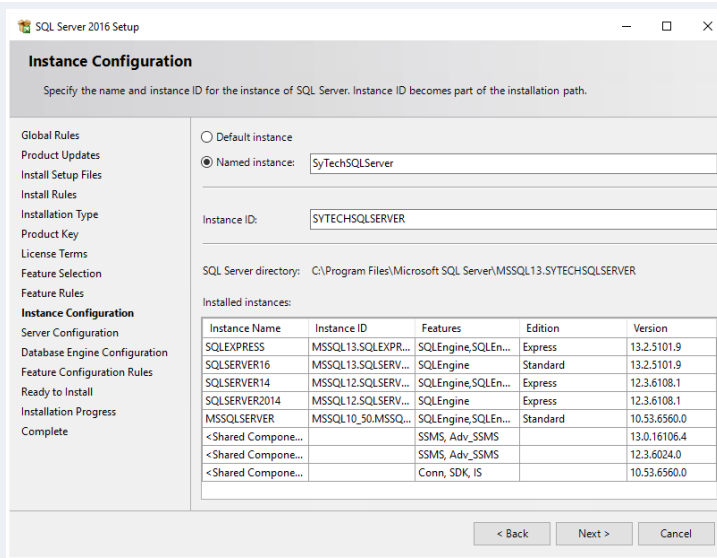 SQL Server 2016 Setup
Instance Configuration
Specify the name and instance ID for the instance of SQL Server. Instance ID becomes part of the installation path.
Global Rules
Product Updates
Install Setup Files
Install Rules
Installation Type
Product Key
License Terms
Feature Selection
Feature Rules
Instance Configuration
Server Configuration
Database Engine Configuration
Feature Configuration Rules
Ready to Install
Installation Progress
Complete
Default instance
Named instance: SyTechSQLServer
Instance ID: SYTECHSQLSERVER
SQL Server directory: C:\Program Files\Microsoft SQL Server\MSSQL13.SYTECHSQLSERVER
Installed instances:
Instance Name Instance ID Features Edition Version
SQLEXPRESS MSSQL13.SQLEXPR... SQLEngine,SQLEn... Express 13.2.5101.9
SQLSERVER16 MSSQL13.SQLSERV... SQLEngine Standard 13.2.5101.9
SQLSERVER14 MSSQL12.SQLSERV... SQLEngine,SQLEn... Express 12.3.6108.1
SQLSERVER2014 MSSQL12.SQLSERV... SQLEngine Express 12.3.6108.1
MSSQLSERVER MSSQL10_50.MSSQ... SQLEngine,SQLEn... Standard 10.53.6560.0
<Shared Compone... SSMS, Adv_SSMS 13.0.16106.4
<Shared Compone... SSMS, Adv_SSMS 12.3.6024.0
<Shared Compone... Conn, SDK, IS 10.53.6560.0
< Back Next > Cancel